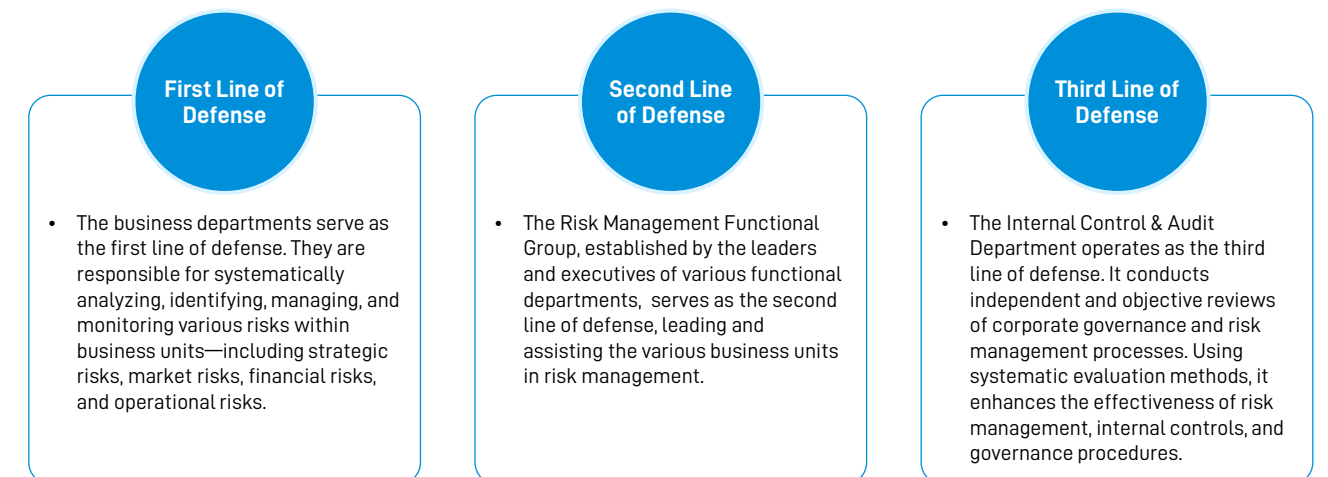 First Line of
Defense
• The business departments serve as
the first line of defense. They are
responsible for systematically
analyzing, identifying, managing, and
monitoring various risks within
business units—including strategic
risks, market risks, financial risks,
and operational risks.
Second Line
of Defense
• The Risk Management Functional
Group, established by the leaders
and executives of various functional
departments,  serves as the second
line of defense, leading and
assisting the various business units
in risk management.
Third Line of
Defense
• The Internal Control & Audit
Department operates as the third
line of defense. It conducts
independent and objective reviews
of corporate governance and risk
management processes. Using
systematic evaluation methods, it
enhances the effectiveness of risk
management, internal controls, and
governance procedures.